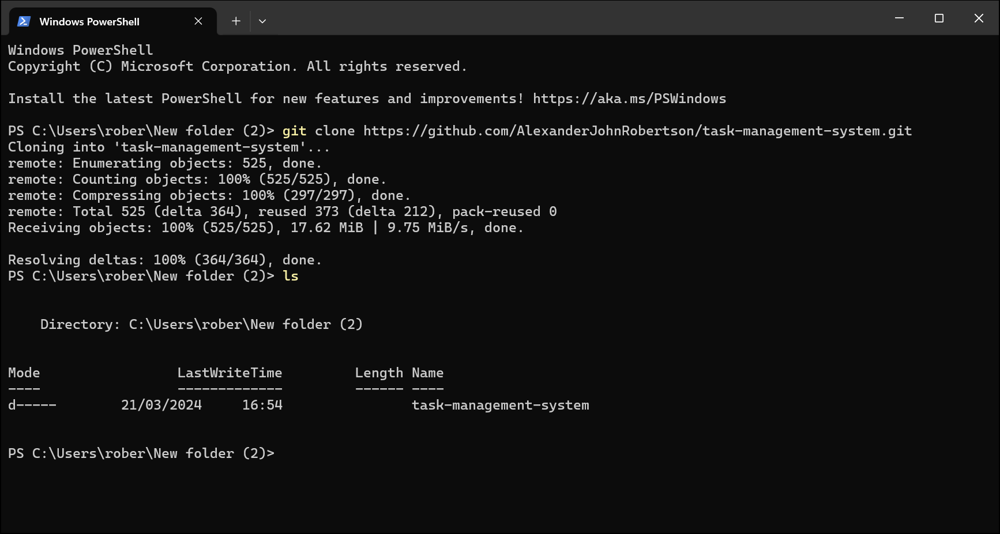 Windows PowerShell
Windows PowerShell
Copyright (C) Microsoft Corporation. All rights reserved.
Install the latest PowerShell for new features and improvements! https://aka.ms/PSWindows
PS C:\Users\rober\New folder (2)> git clone https://github.com/AlexanderJohnRobertson/task-management-system.git
Cloning into 'task-management-system'...
remote: Enumerating objects: 525, done.
remote: Counting objects: 100% (525/525), done.
remote: Compressing objects: 100% (297/297), done.
remote: Total 525 (delta 364), reused 373 (delta 212), pack-reused 0
Receiving objects: 100% (525/525), 17.62 MiB | 9.75 MiB/s, done.
Resolving deltas: 100% (364/364), done.
PS C:\Users\rober\New folder (2)> ls
Directory: C:\Users\rober\New folder (2)
Mode                 LastWriteTime         Length Name
----                 -------------         ------ ----
d-----        21/03/2024     16:54                task-management-system
PS C:\Users\rober\New folder (2)>